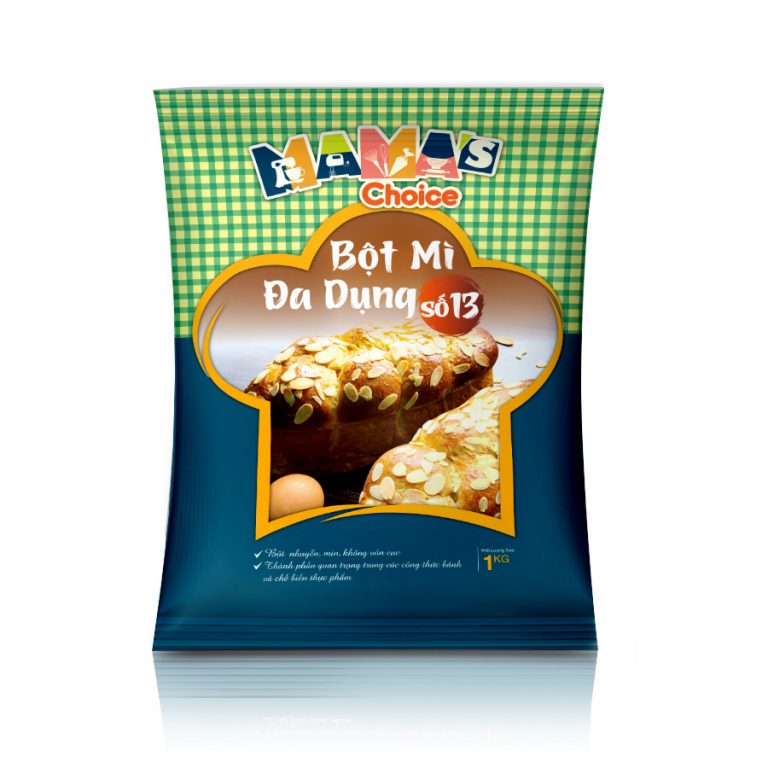 MAMA'S
Choice
Bột Mì
Đa Dụng số 13
✓ Bột nhuyễn, mịn, không vón cục
✓ Thành phần quan trọng trong các công thức bánh
và chế biến thực phẩm
Khối Lượng Tịnh
1KG